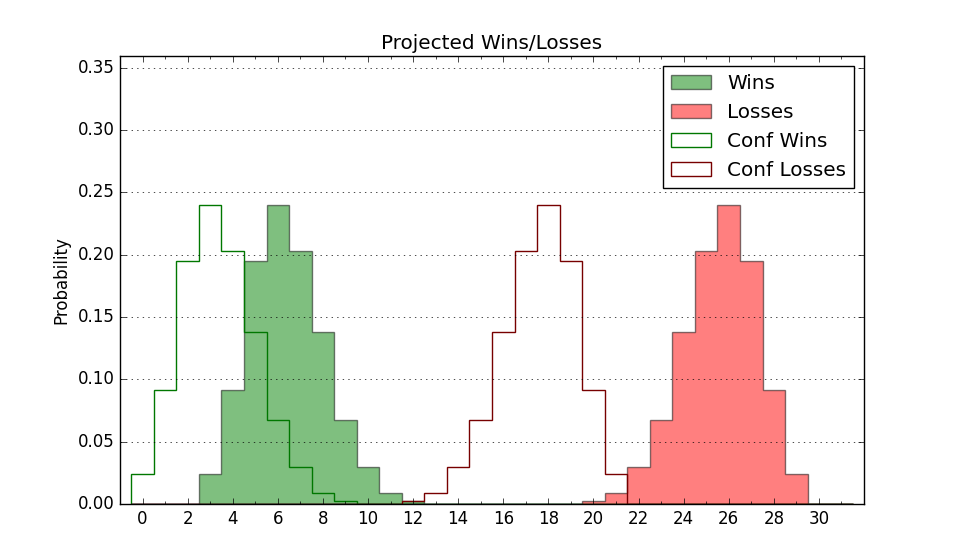 Projected Wins/Losses
0.35
0.30
0.25
0.20
0.15
0.10
0.05
0.00
Probability
Wins
Losses
Conf Wins
Conf Losses
0 2 4 6 8 10 12 14 16 18 20 22 24 26 28 30